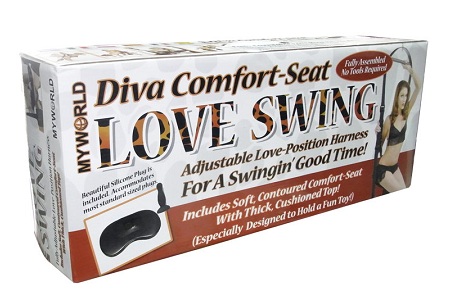 MYWORLD
Diva Comfort-Seat
LOVE SWING
Fully Assembled
No Tools Required
Adjustable Love-Position Harness
For A Swingin' Good Time!
Beautiful Silicone Plug is
Included. Accommodates
most standard sized plugs.
Includes Soft, Contoured Comfort-Seat
With Thick, Cushioned Top!
(Especially Designed to Hold a Fun Toy!)
MYWORLD